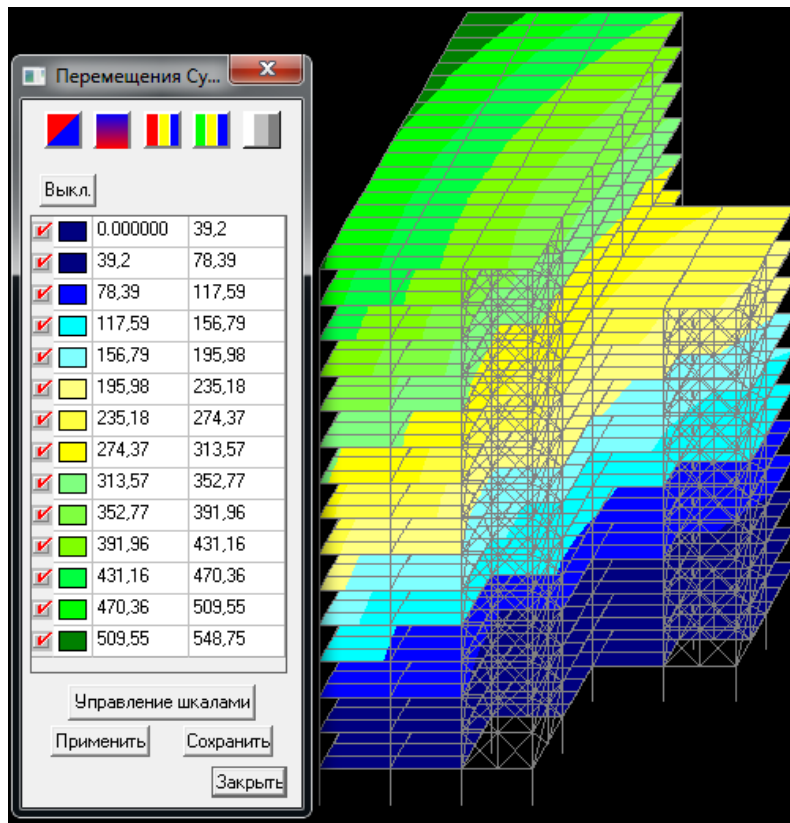 Перемещения Су...
Выкл.
0.000000 39,2
39,2 78,39
78,39 117,59
117,59 156,79
156,79 195,98
195,98 235,18
235,18 274,37
274,37 313,57
313,57 352,77
352,77 391,96
391,96 431,16
431,16 470,36
470,36 509,55
509,55 548,75
Управление шкалами
Применить Сохранить
Закрыть